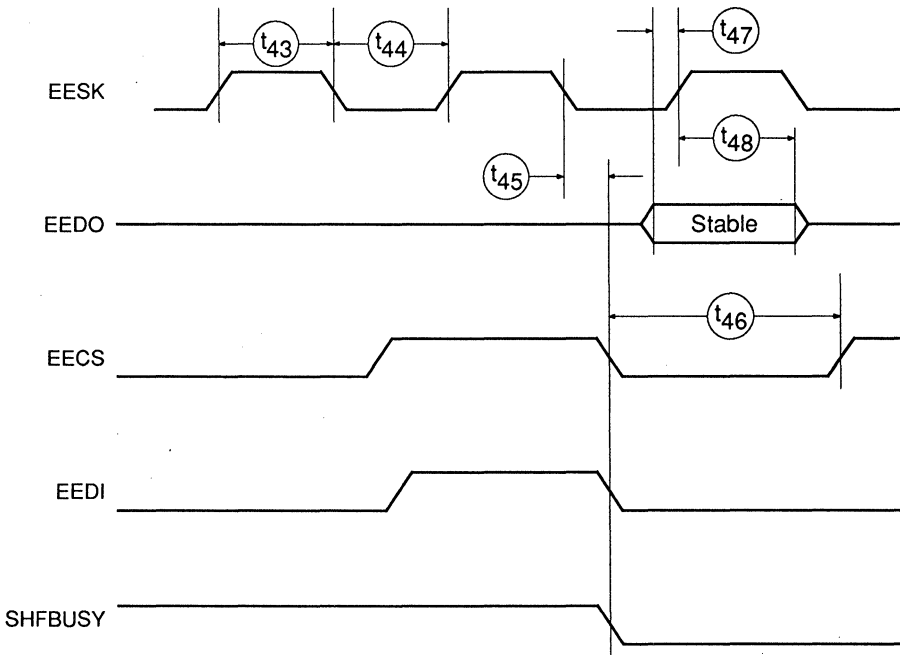 t43 t44 t47
EESK
t48
t45
EEDO Stable
t46
EECS
EEDI
SHFBUSY